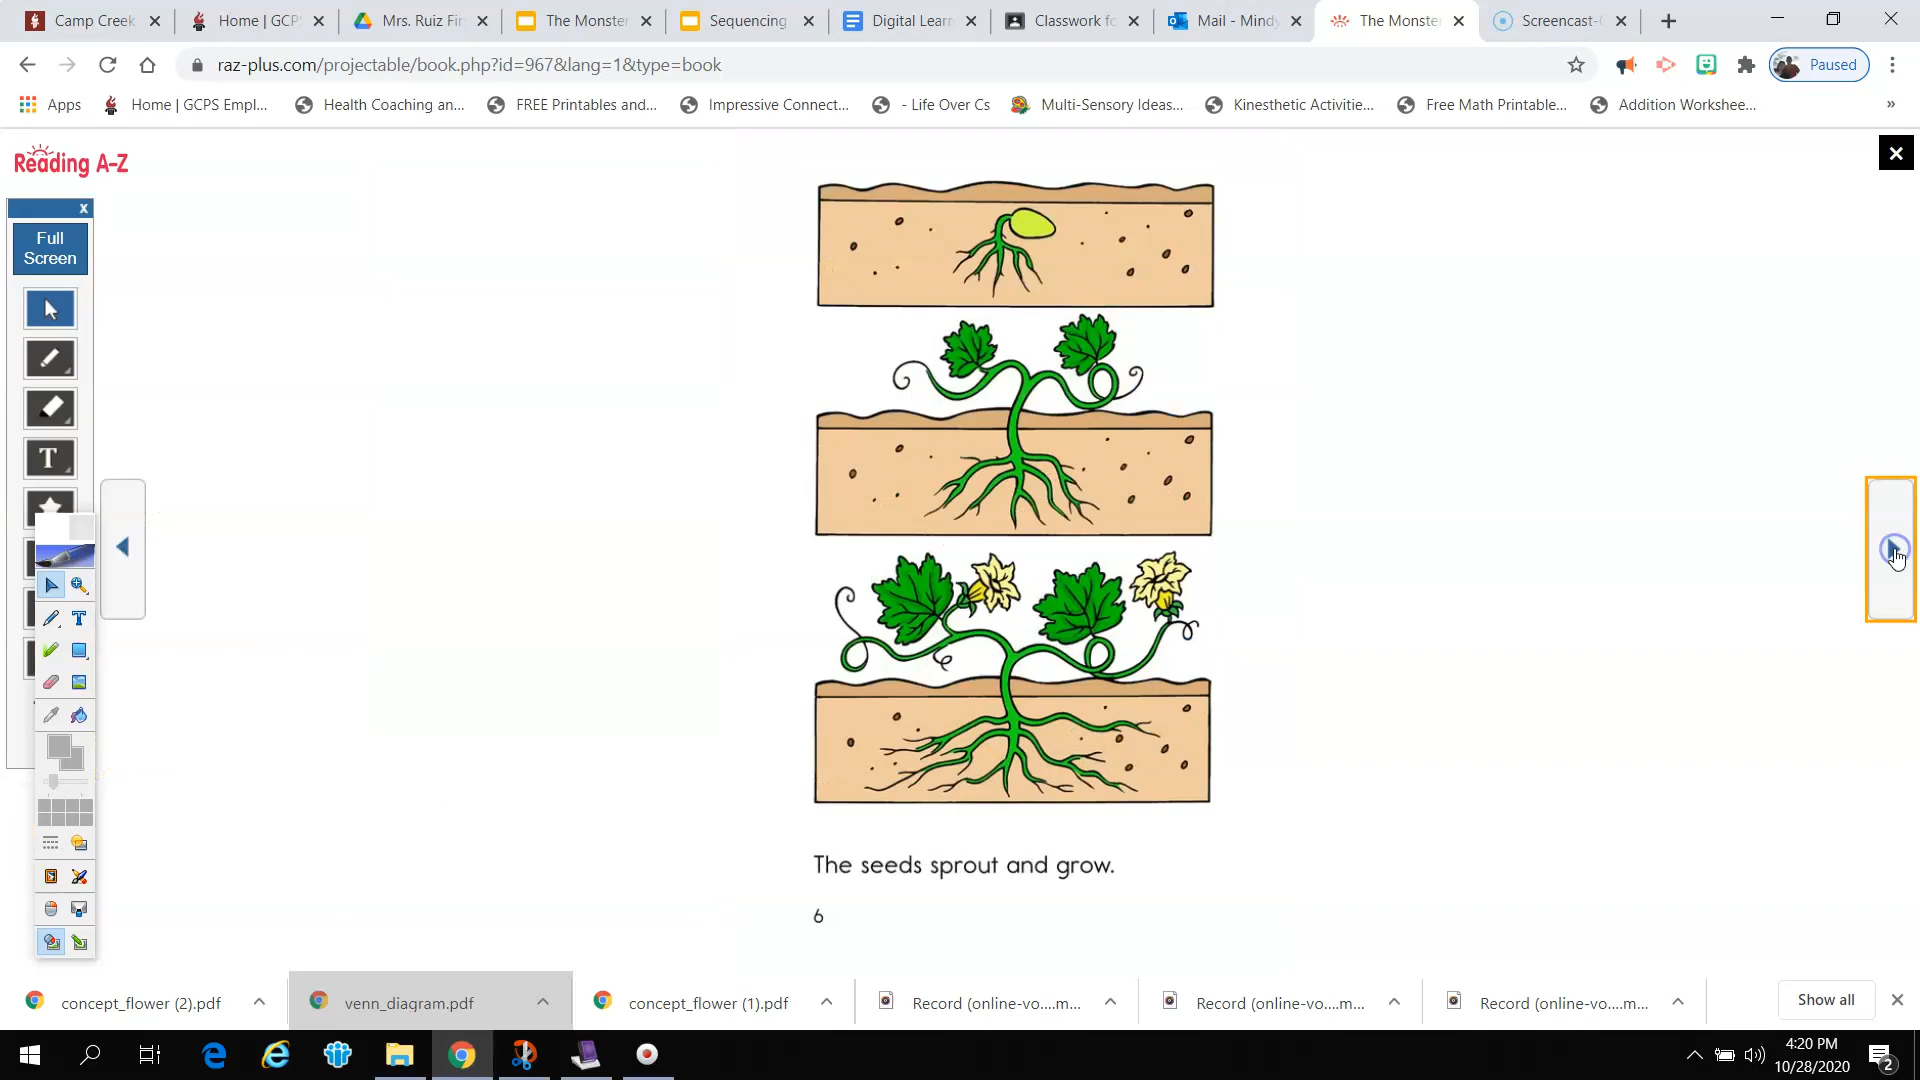 Camp Creek
Home | GCPS
Mrs. Ruiz Fir
The Monster
Sequencing
Digital Learn
Classwork fo
Mail - Mindy
The Monster
Screencast-O
raz-plus.com/projectable/book.php?id=967&lang=1&type=book
Paused
Apps
Home | GCPS Empl...
Health Coaching an...
FREE Printables and...
Impressive Connect...
- Life Over Cs
Multi-Sensory Ideas...
Kinesthetic Activitie...
Free Math Printable...
Addition Workshee...
»
Reading A-Z
x
Full
Screen
T
T
The seeds sprout and grow.
6
concept_flower (2).pdf
venn_diagram.pdf
concept_flower (1).pdf
Record (online-vo....m...
Record (online-vo....m...
Record (online-vo....m...
Show all
4:20 PM
10/28/2020
2